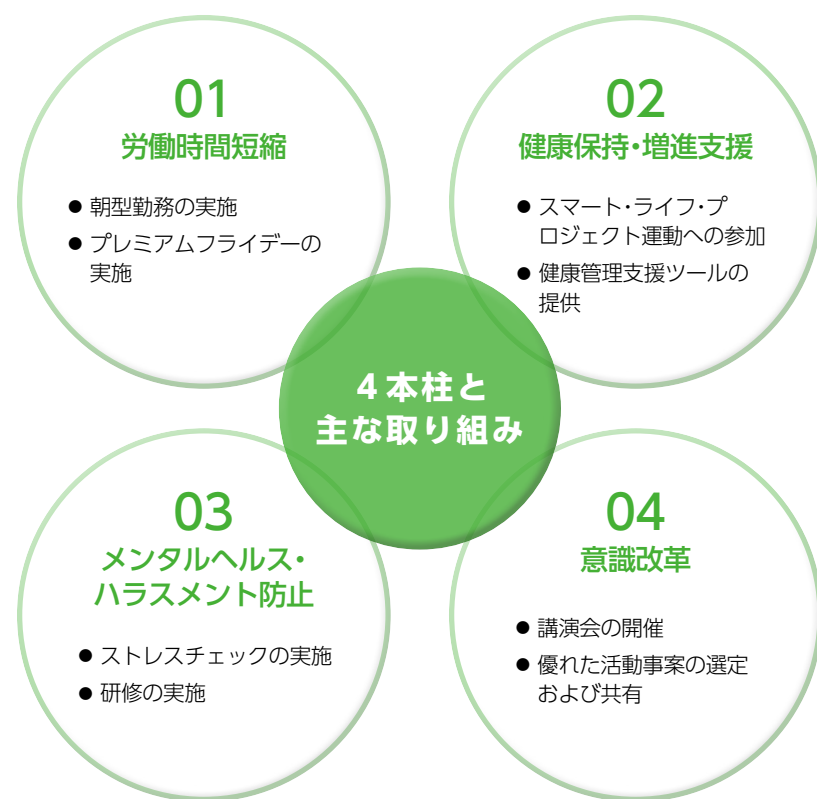 01
労働時間短縮
● 朝型勤務の実施
● プレミアムフライデーの
実施
02
健康保持・増進支援
● スマート・ライフ・プ
ロジェクト運動への参加
● 健康管理支援ツールの
提供
4本柱と
主な取り組み
03
メンタルヘルス・
ハラスメント防止
● ストレスチェックの実施
● 研修の実施
04
意識改革
● 講演会の開催
● 優れた活動事案の選定
および共有